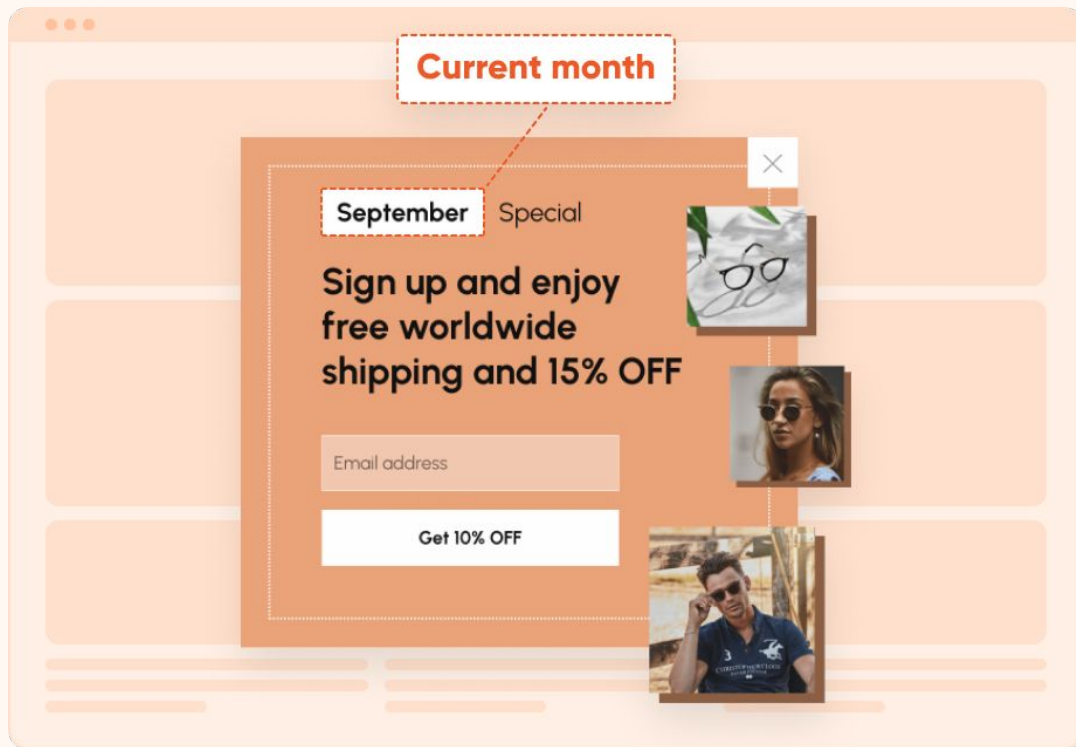 Current month
September Special
Sign up and enjoy
free worldwide
shipping and 15% OFF
Email address
Get 10% OFF
3